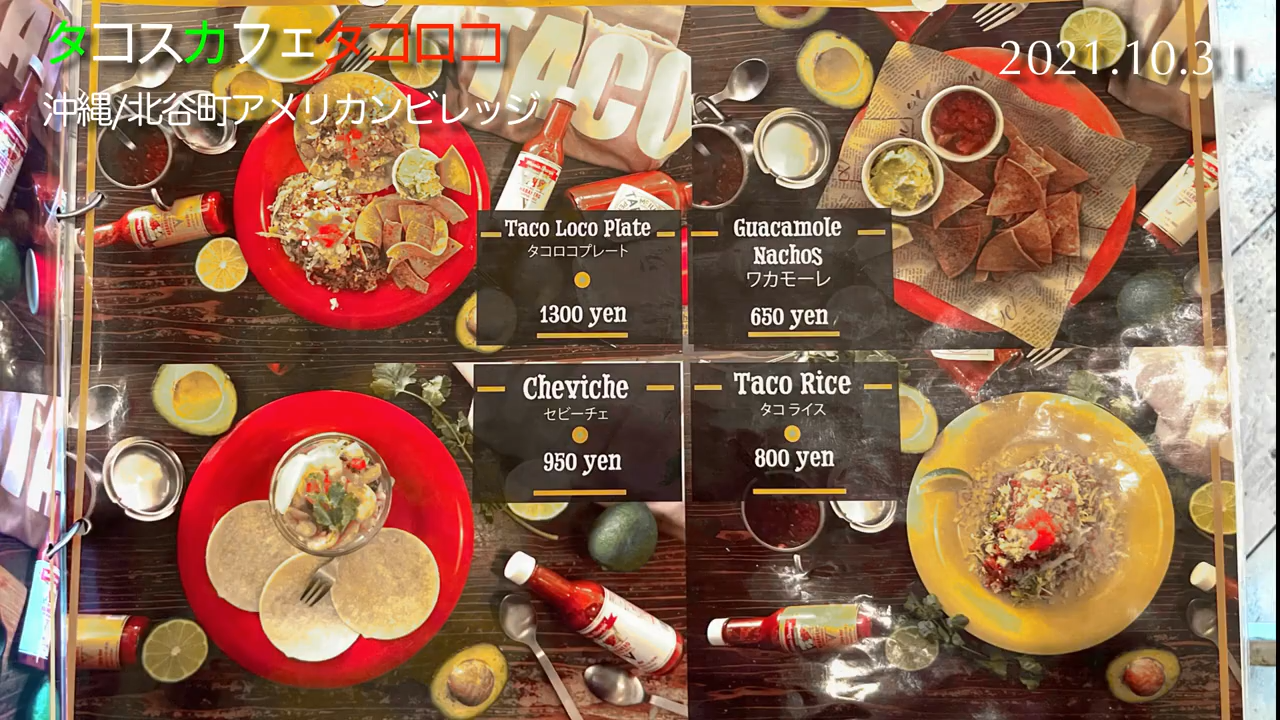 タコスカフェタコロコ
2021.10.31
沖縄/北谷町アメリカンビレッジ
TACO
Taco Loco Plate
タコロコプレート
1300 yen
Guacamole
Nachos
ワカモーレ
650 yen
Cheviche
セビーチェ
950 yen
Taco Rice
タコライス
800 yen